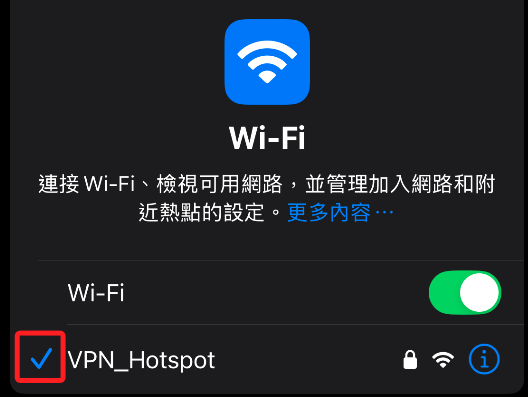 Wi-Fi
連接 Wi-Fi、檢視可用網路，並管理加入網路和附
近熱點的設定。更多內容⋯
Wi-Fi
VPN_Hotspot